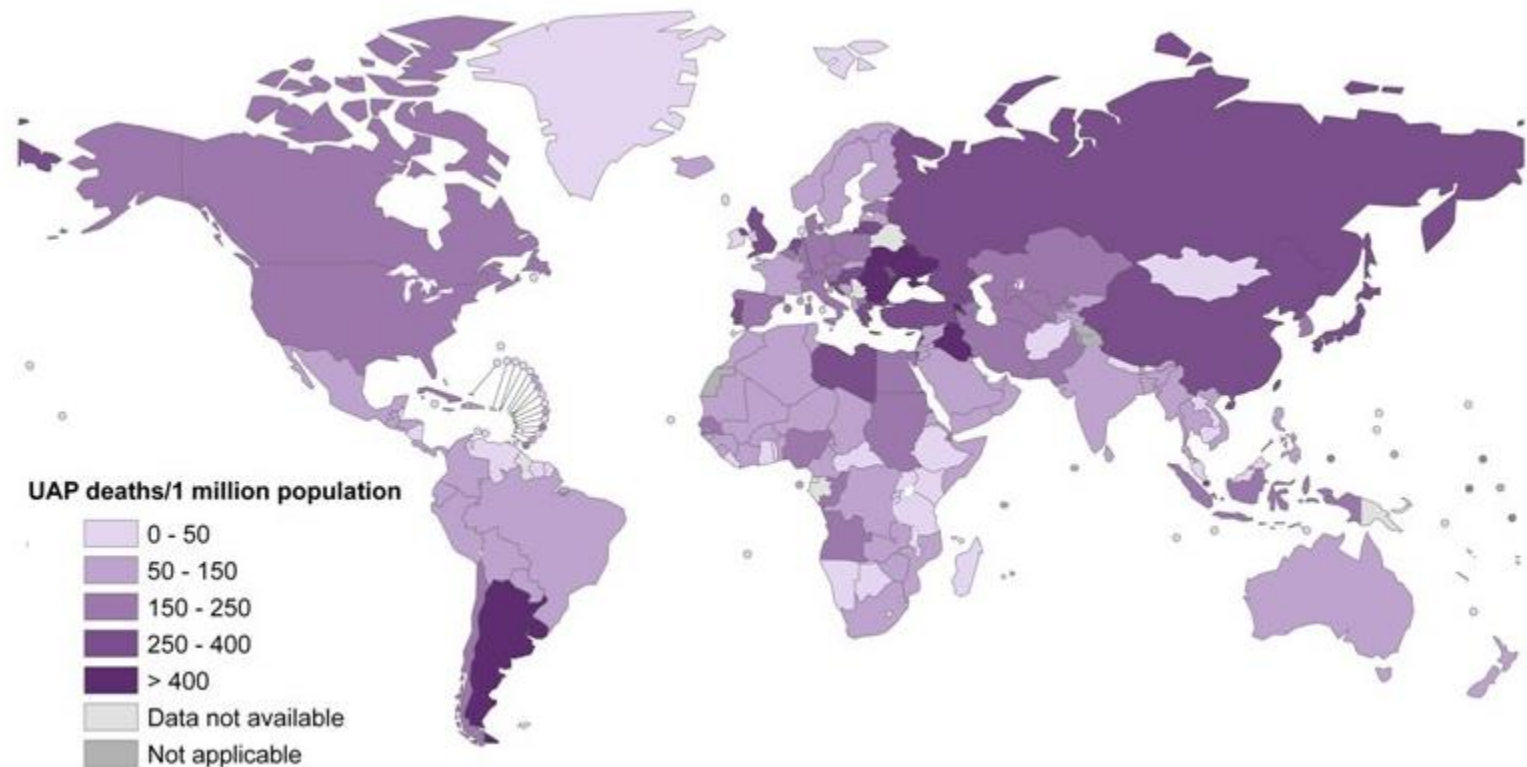 UAP deaths/1 million population
0 - 50
50 - 150
150 - 250
250 - 400
> 400
Data not available
Not applicable